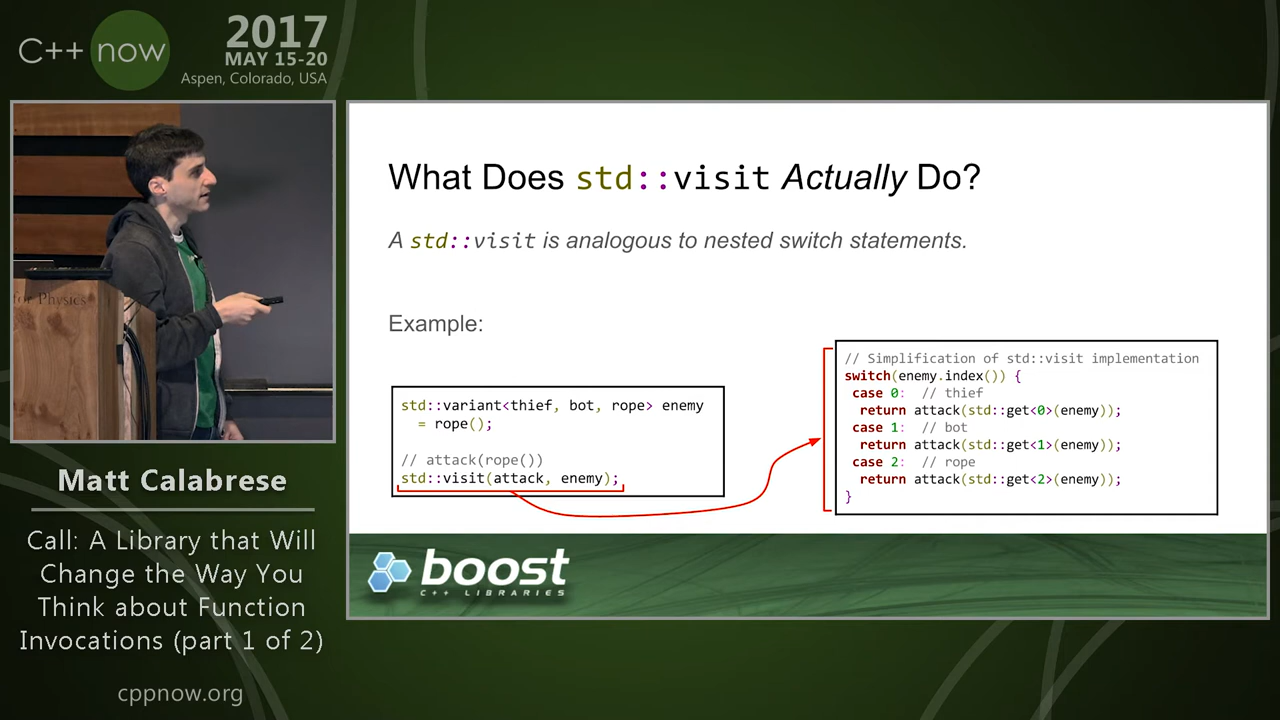 C++ now
2017
MAY 15-20
Aspen, Colorado, USA
for Physics
Matt Calabrese
Call: A Library that Will
Change the Way You
Think about Function
Invocations (part 1 of 2)
cppnow.org
What Does std::visit Actually Do?
A std::visit is analogous to nested switch statements.
Example:
std::variant<thief, bot, rope> enemy
= rope();
// attack(rope())
std::visit(attack, enemy);
// Simplification of std::visit implementation
switch(enemy.index()) {
case 0: // thief
return attack(std::get<0>(enemy));
case 1: // bot
return attack(std::get<1>(enemy));
case 2: // rope
return attack(std::get<2>(enemy));
}
boost
C++ LIBRARIES